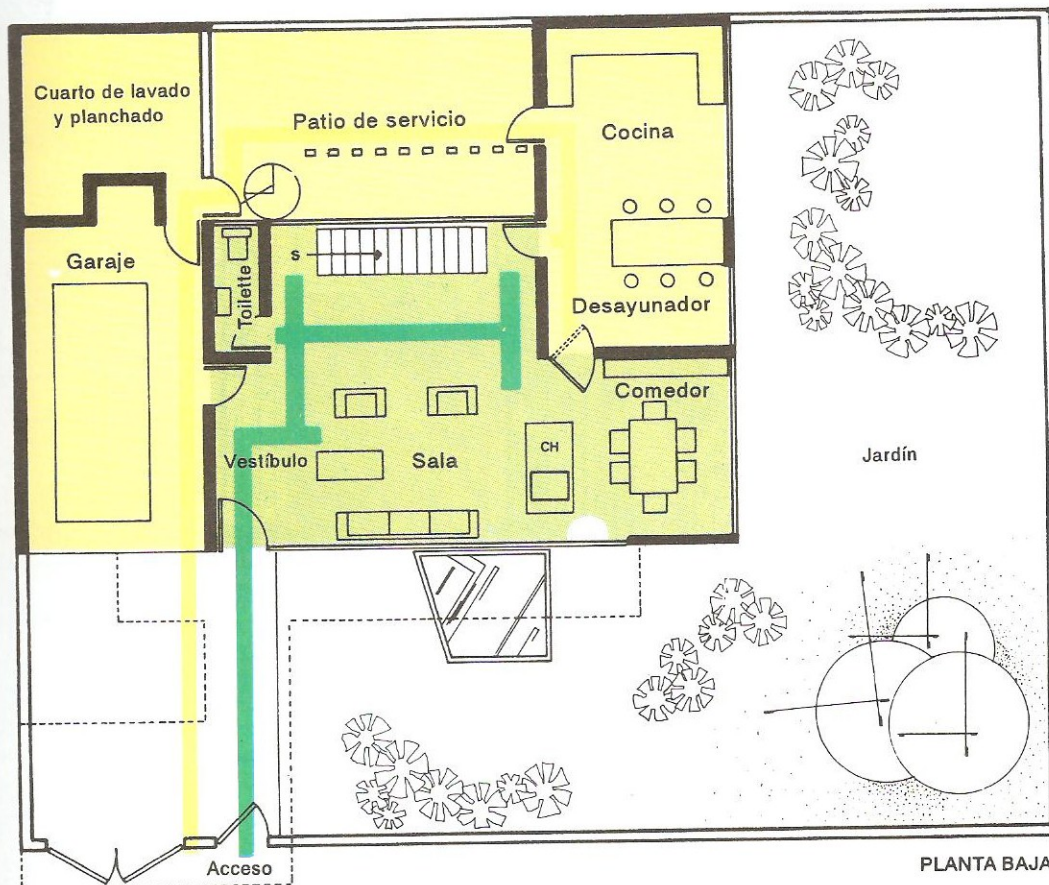 Cuarto de lavado
y planchado
Patio de servicio
Cocina
Garaje
Toilette
s
Desayunador
Comedor
Vestíbulo
Sala
CH
Jardín
Acceso
PLANTA BAJA